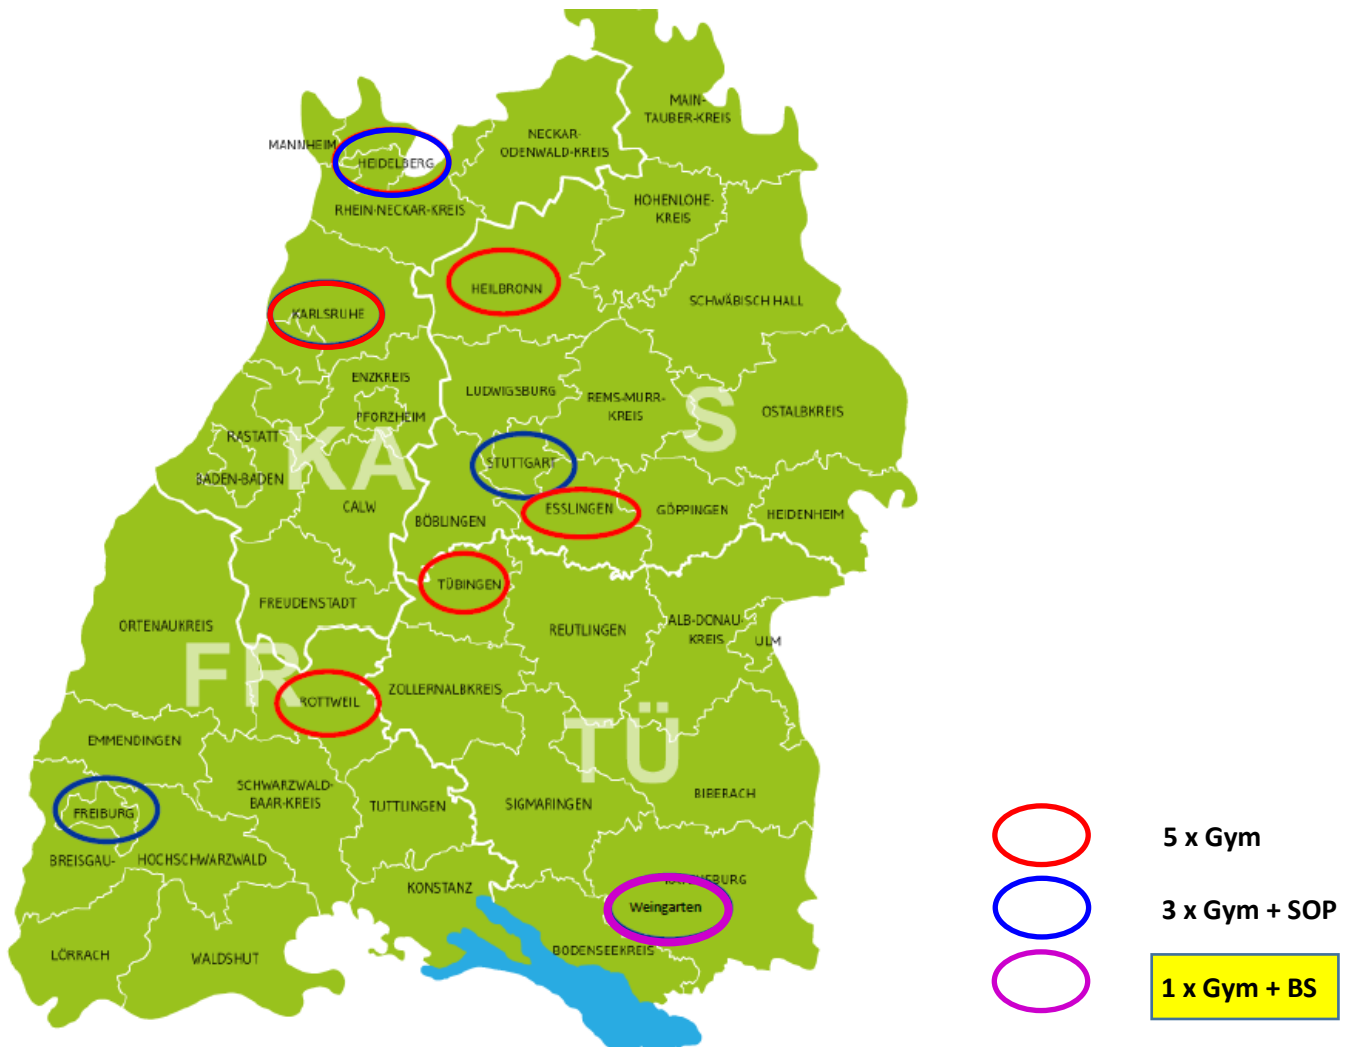 MAIN-
TAUBER-KREIS
NECKAR-
ODENWALD-KREIS
MANNHEIM
HEIDELBERG
RHEIN-NECKAR-KREIS
HOHENLOHE-
KREIS
HEILBRONN
SCHWÄBISCH HALL
KARLSRUHE
ENZKREIS
PFORZHEIM
LUDWIGSBURG
REMS-MURR-
KREIS
S
OSTALBKREIS
RASTATT
KA
BADEN-BADEN
STUTTGART
CALW
BÖBLINGEN
ESSLINGEN
GÖPPINGEN
HEIDENHEIM
TÜBINGEN
FREUDENSTADT
ORTENAUKREIS
REUTLINGEN
ALB-DONAU
KREIS
ULM
FR
ROTTWEIL
ZOLLERNALBKREIS
TÜ
EMMENDINGEN
SCHWARZWALD-
BAAR-KREIS
TUTTLINGEN
SIGMARINGEN
BIBERACH
FREIBURG
BREISGAU-
HOCHSCHWARZWALD
KONSTANZ
Weingarten
BODENSEEKREIS
LÖRRACH
WALDSHUT
5 x Gym
3 x Gym + SOP
1 x Gym + BS